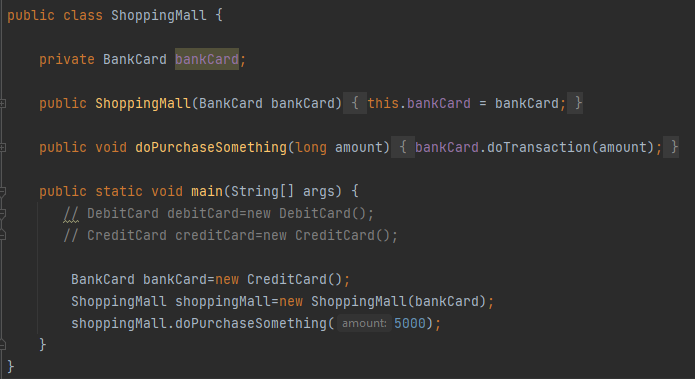 public class ShoppingMall {
private BankCard bankCard;
public ShoppingMall(BankCard bankCard) { this.bankCard = bankCard; }
public void doPurchaseSomething(long amount) { bankCard.doTransaction(amount); }
public static void main(String[] args) {
// DebitCard debitCard=new DebitCard();
// CreditCard creditCard=new CreditCard();
BankCard bankCard=new CreditCard();
ShoppingMall shoppingMall=new ShoppingMall(bankCard);
shoppingMall.doPurchaseSomething( amount: 5000);
}
}